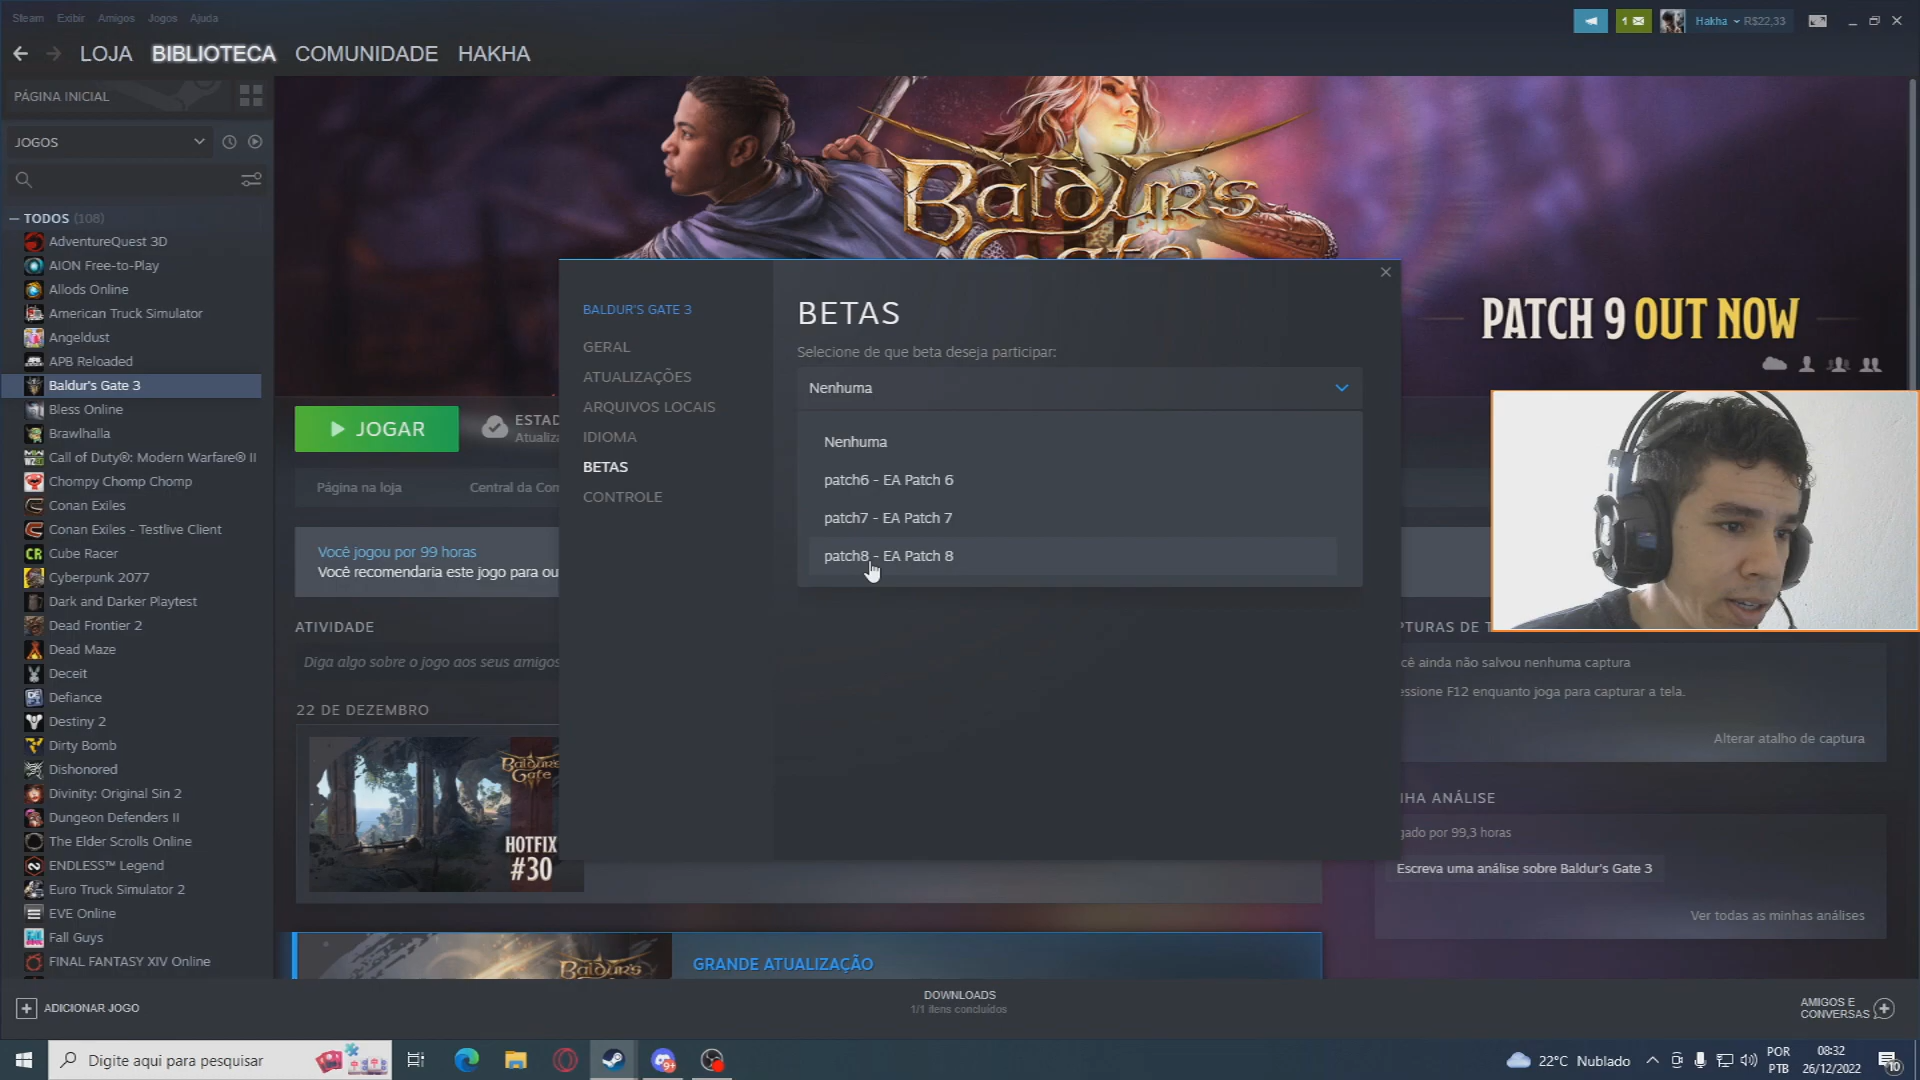 Steam Exibir Amigos Jogos Ajuda
1
Hakha R$22,33
LOJA BIBLIOTECA COMUNIDADE HAKHA
PÁGINA INICIAL
JOGOS
TODOS (108)
AdventureQuest 3D
AION Free-to-Play
Allods Online
American Truck Simulator
Angeldust
APB Reloaded
Baldur's Gate 3
Bless Online
Brawlhalla
Call of Duty®: Modern Warfare® II
Chompy Chomp Chomp
Conan Exiles
Conan Exiles - Testlive Client
Cube Racer
Cyberpunk 2077
Dark and Darker Playtest
Dead Frontier 2
Dead Maze
Deceit
Defiance
Destiny 2
Dirty Bomb
Dishonored
Divinity: Original Sin 2
Dungeon Defenders II
The Elder Scrolls Online
ENDLESS™ Legend
Euro Truck Simulator 2
EVE Online
Fall Guys
FINAL FANTASY XIV Online
Baldur's
Gate
PATCH 9 OUT NOW
JOGAR
ESTAD
Atualiza
Página na loja
Central da Com
Você jogou por 99 horas
Você recomendaria este jogo para ou
ATIVIDADE
Diga algo sobre o jogo aos seus amigos
22 DE DEZEMBRO
Baldur's
Gate
HOTFIX
#30
Baldur's
GRANDE ATUALIZAÇÃO
BALDUR'S GATE 3
GERAL
ATUALIZAÇÕES
ARQUIVOS LOCAIS
IDIOMA
BETAS
CONTROLE
BETAS
Selecione de que beta deseja participar:
Nenhuma
Nenhuma
patch6 - EA Patch 6
patch7 - EA Patch 7
patch8 - EA Patch 8
PTURAS DE T
cê ainda não salvou nenhuma captura
essione F12 enquanto joga para capturar a tela.
Alterar atalho de captura
HA ANÁLISE
gado por 99,3 horas
Escreva uma análise sobre Baldur's Gate 3
Ver todas as minhas análises
ADICIONAR JOGO
DOWNLOADS
1/1 itens concluídos
AMIGOS E
CONVERSAS
Digite aqui para pesquisar
22°C Nublado
POR
PTB
08:32
26/12/2022
10